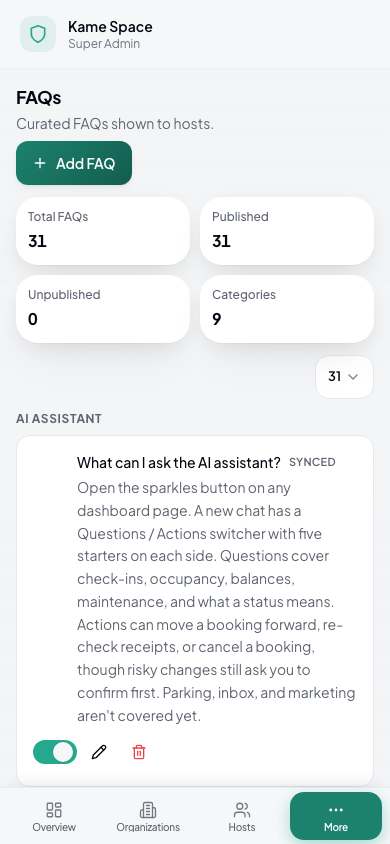 Kame Space
Super Admin
FAQs
Curated FAQs shown to hosts.
+ Add FAQ
Total FAQs
31
Published
31
Unpublished
0
Categories
9
31
AI ASSISTANT
What can I ask the AI assistant? SYNCED
Open the sparkles button on any
dashboard page. A new chat has a
Questions / Actions switcher with five
starters on each side. Questions cover
check-ins, occupancy, balances,
maintenance, and what a status means.
Actions can move a booking forward, re-
check receipts, or cancel a booking,
though risky changes still ask you to
confirm first. Parking, inbox, and marketing
aren't covered yet.
Overview
Organizations
Hosts
More